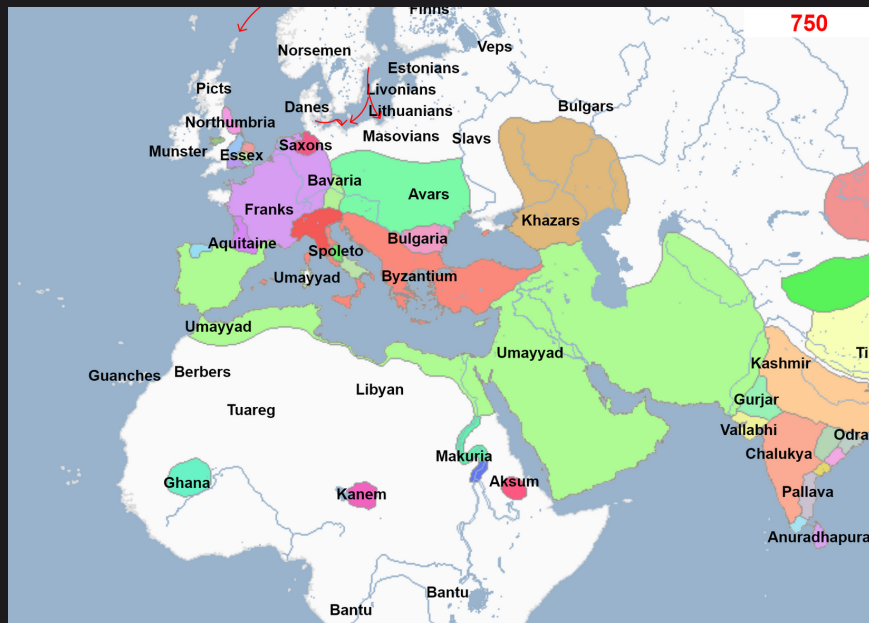 Finns
750
Veps
Norsemen
Estonians
Picts
Livonians
Danes
Bulgars
Lithuanians
Northumbria
Masovians
Slavs
Saxons
Munster
Essex
Bavaria
Avars
Franks
Khazars
Bulgaria
Aquitaine
Spoleto
Umayyad
Byzantium
Umayyad
Umayyad
Kashmir
Ti
Guanches
Berbers
Libyan
Gurjar
Tuareg
Vallabhi
Odra
Chalukya
Makuria
Ghana
Aksum
Kanem
Pallava
Anuradhapura
Bantu
Bantu